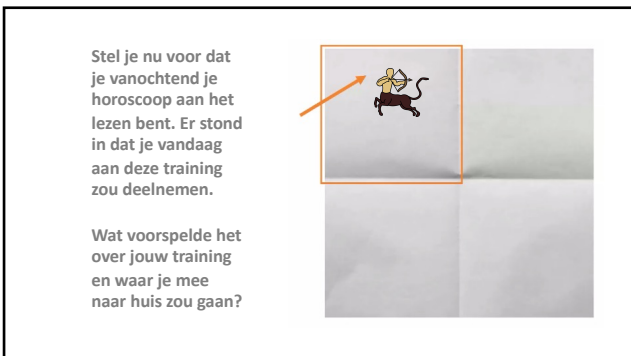 Stel je nu voor dat
je vanochtend je
horoscoop aan het
lezen bent. Er stond
in dat je vandaag
aan deze training
zou deelnemen.
Wat voorspelde het
over jouw training
en waar je mee
naar huis zou gaan?